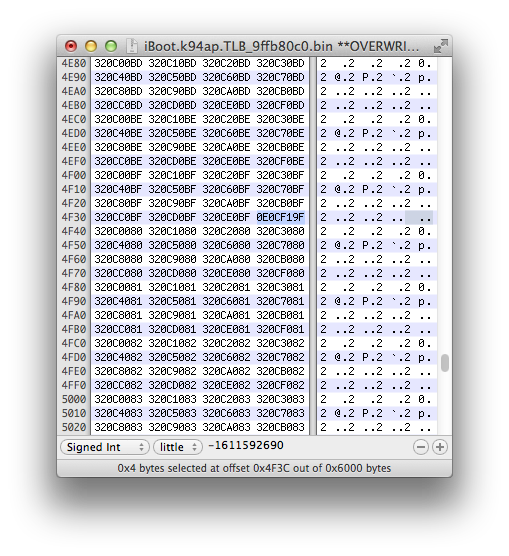 iBoot.k94ap.TLB_9ffb80c0.bin **OVERWRI...
4E80 320C00BD 320C10BD 320C20BD 320C30BD 2  .2  .2  .2 0.
4E90 320C40BD 320C50BD 320C60BD 320C70BD 2 @.2 P.2 `.2 p.
4EA0 320C80BD 320C90BD 320CA0BD 320CB0BD 2 ..2 ..2 ..2 ..
4EB0 320CC0BD 320CD0BD 320CE0BD 320CF0BD 2 ..2 ..2 ..2 ..
4EC0 320C00BE 320C10BE 320C20BE 320C30BE 2  .2  .2  .2 0.
4ED0 320C40BE 320C50BE 320C60BE 320C70BE 2 @.2 P.2 `.2 p.
4EE0 320C80BE 320C90BE 320CA0BE 320CB0BE 2 ..2 ..2 ..2 ..
4EF0 320CC0BE 320CD0BE 320CE0BE 320CF0BE 2 ..2 ..2 ..2 ..
4F00 320C00BF 320C10BF 320C20BF 320C30BF 2  .2  .2  .2 0.
4F10 320C40BF 320C50BF 320C60BF 320C70BF 2 @.2 P.2 `.2 p.
4F20 320C80BF 320C90BF 320CA0BF 320CB0BF 2 ..2 ..2 ..2 ..
4F30 320CC0BF 320CD0BF 320CE0BF 0E0CF19F 2 ..2 ..2 ..  ..
4F40 320C0080 320C1080 320C2080 320C3080 2  .2  .2  .2 0.
4F50 320C4080 320C5080 320C6080 320C7080 2 @.2 P.2 `.2 p.
4F60 320C8080 320C9080 320CA080 320CB080 2 ..2 ..2 ..2 ..
4F70 320CC080 320CD080 320CE080 320CF080 2 ..2 ..2 ..2 ..
4F80 320C0081 320C1081 320C2081 320C3081 2  .2  .2  .2 0.
4F90 320C4081 320C5081 320C6081 320C7081 2 @.2 P.2 `.2 p.
4FA0 320C8081 320C9081 320CA081 320CB081 2 ..2 ..2 ..2 ..
4FB0 320CC081 320CD081 320CE081 320CF081 2 ..2 ..2 ..2 ..
4FC0 320C0082 320C1082 320C2082 320C3082 2  .2  .2  .2 0.
4FD0 320C4082 320C5082 320C6082 320C7082 2 @.2 P.2 `.2 p.
4FE0 320C8082 320C9082 320CA082 320CB082 2 ..2 ..2 ..2 ..
4FF0 320CC082 320CD082 320CE082 320CF082 2 ..2 ..2 ..2 ..
5000 320C0083 320C1083 320C2083 320C3083 2  .2  .2  .2 0.
5010 320C4083 320C5083 320C6083 320C7083 2 @.2 P.2 `.2 p.
5020 320C8083 320C9083 320CA083 320CB083 2 ..2 ..2 ..2 ..
Signed Int little -1611592690
0x4 bytes selected at offset 0x4F3C out of 0x6000 bytes